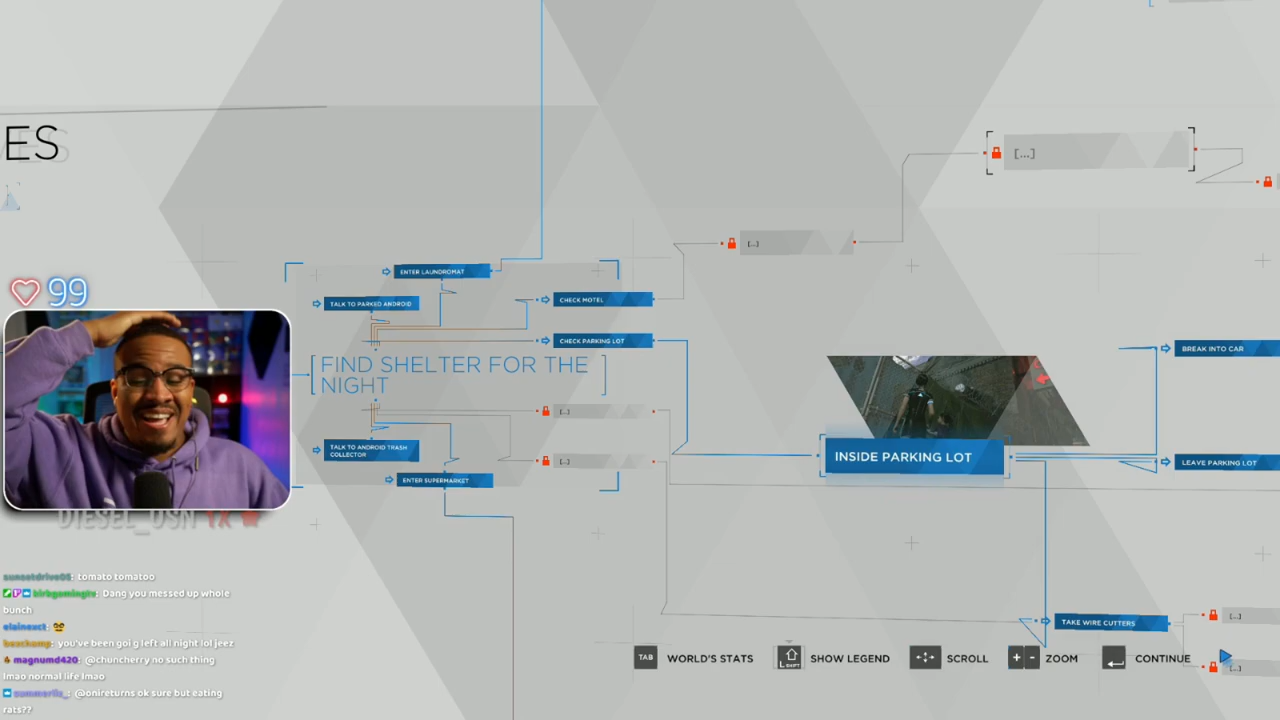 ES
99
ENTER LAUNDROMAT
TALK TO PARKED ANDROID
CHECK MOTEL
CHECK PARKING LOT
FIND SHELTER FOR THE
NIGHT
[...]
[...]
[...]
[...]
TALK TO ANDROID TRASH
COLLECTOR
ENTER SUPERMARKET
INSIDE PARKING LOT
BREAK INTO CAR
LEAVE PARKING LOT
TAKE WIRE CUTTERS
[...]
[...]
DIESEL_USN 1X
sunsetdrive05: tomato tomatoo
birbgamingtv: Dang you messed up whole
bunch
elainexct:
: you've been goi g left all night lol jeez
magnumd420: @chuncherry no such thing
lmao normal life lmao
: @onireturns ok sure but eating
rats??
TAB WORLD'S STATS
L SHIFT SHOW LEGEND
SCROLL
+ - ZOOM
CONTINUE